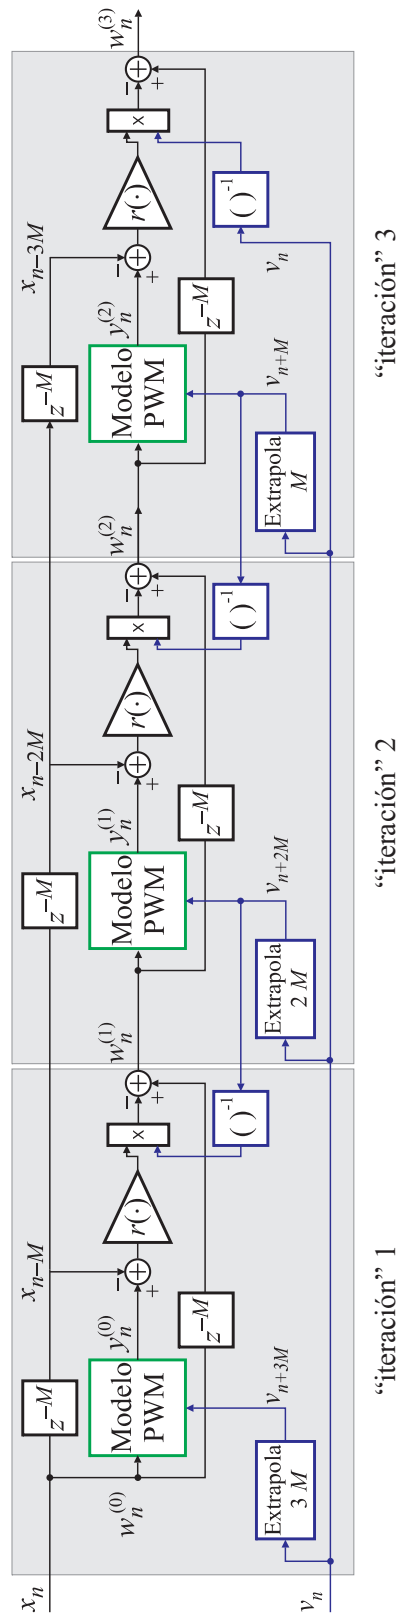 x_n
v_n
w_n^{(0)}
z^{–M}
Modelo
PWM
Extrapola
3 M
v_{n+3M}
y_n^{(0)}
z^{–M}
x_{n–M}
–
+
+
r(·)
x
( )^{-1}
–
+
+
"iteración" 1
w_n^{(1)}
z^{–M}
Modelo
PWM
Extrapola
2 M
v_{n+2M}
y_n^{(1)}
z^{–M}
x_{n–2M}
–
+
+
r(·)
x
( )^{-1}
–
+
+
"iteración" 2
w_n^{(2)}
z^{–M}
Modelo
PWM
Extrapola
M
v_{n+M}
y_n^{(2)}
z^{–M}
x_{n–3M}
–
+
+
r(·)
v_n
x
( )^{-1}
–
+
+
w_n^{(3)}
"iteración" 3